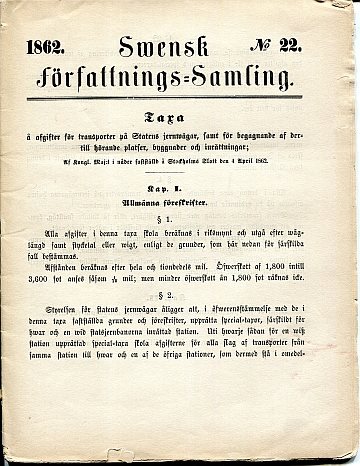 1862. Swensk № 22.
Författnings=Samling.
Taxa
å afgifter för transporter på Statens jernwägar, samt för begagnande af der-
till hörande platser, byggnader och inrättningar;
Af Kongl. Maj:t i nåder fastställd å Stockholms Slott den 4 April 1862.
Kap. I.
Allmänna föreskrifter.
§ 1.
Alla afgifter i denna taxa skola beräknas i riksmynt och utgå efter wäg-
längd samt stycketal eller wigt, enligt de grunder, som här nedan för särskilda
fall bestämmas.
Afstånden beräknas efter hela och tiondedels mil. Öfwerskott af 1,800 intill
3,600 fot anses såsom 1/10 mil; men mindre öfwerskott än 1,800 fot räknas icke.
§ 2.
Styrelsen för statens jernwägar åligger att, i öfwerensstämmelse med de i
denna taxa fastställda grunder och föreskrifter, upprätta special-taxor, särskildt för
hwar och en wid statsjernbanorna inrättad station. Uti hwarje sådan för en wiß
station upprättad special-taxa skola afgifterne för alla slag af transporter från
samma station till hwar och en af de öfriga stationer, som dermed stå i omedel-